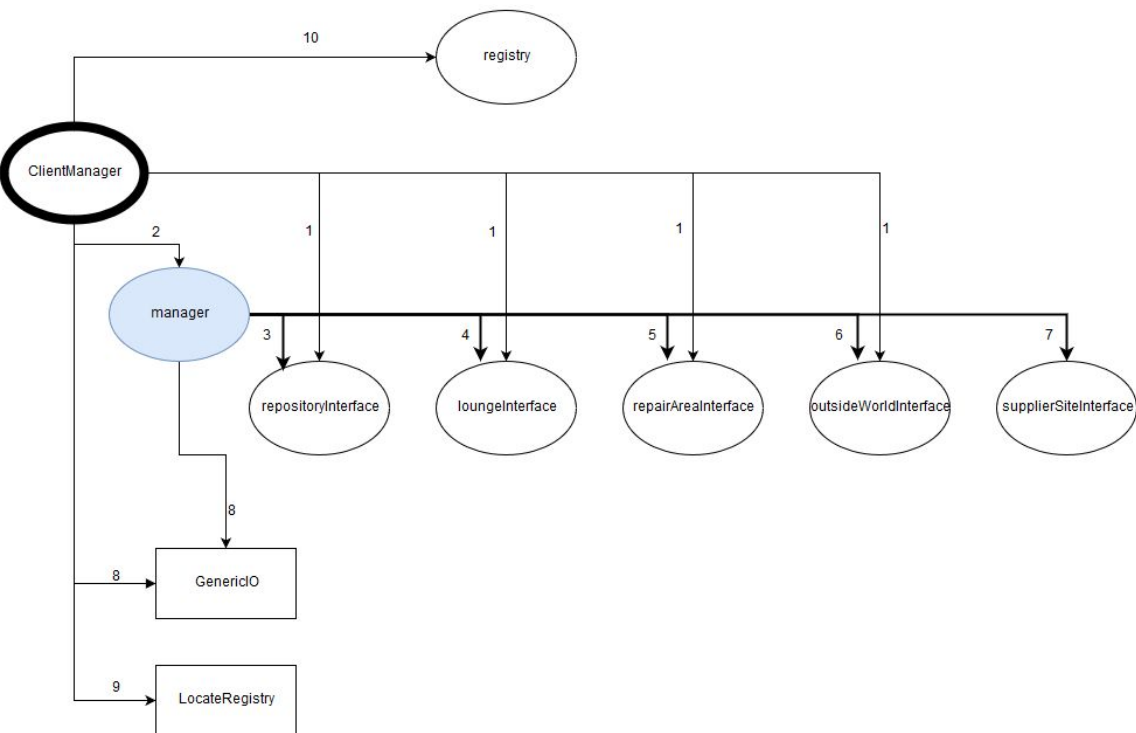 10
registry
ClientManager
2
1
1
1
1
manager
3
4
5
6
7
repositoryInterface
loungeInterface
repairAreaInterface
outsideWorldInterface
supplierSiteInterface
8
8
GenericIO
9
LocateRegistry